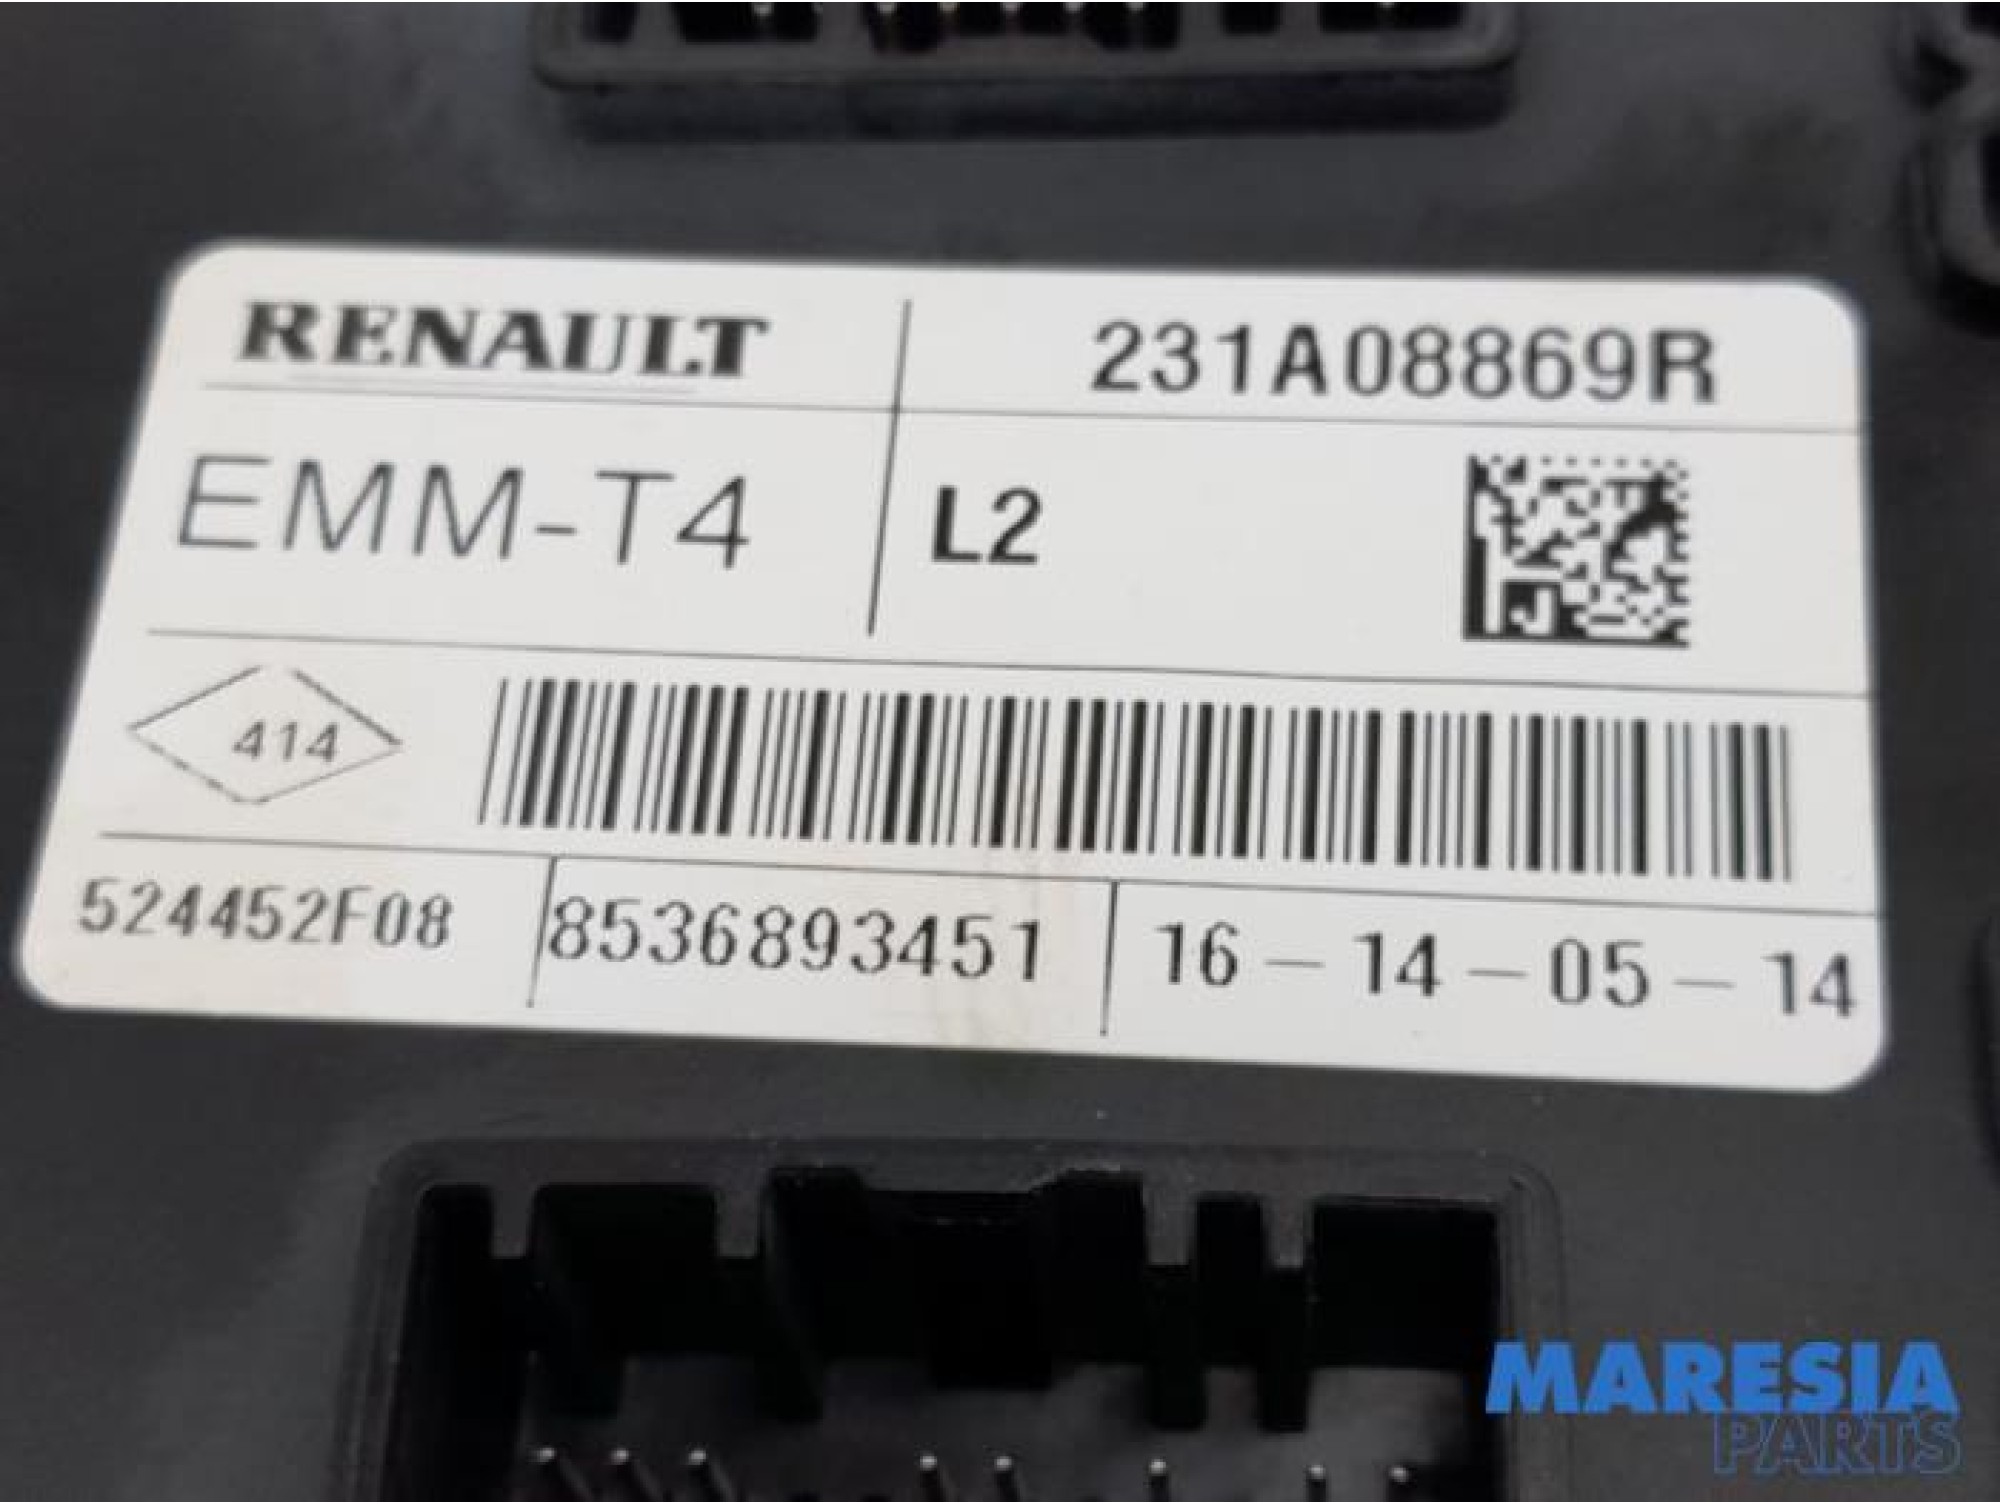 RENAULT 231A08869R
EMM-T4 L2
414
524452F08 8536893451 16-14-05-14
MARESIA
PARTS